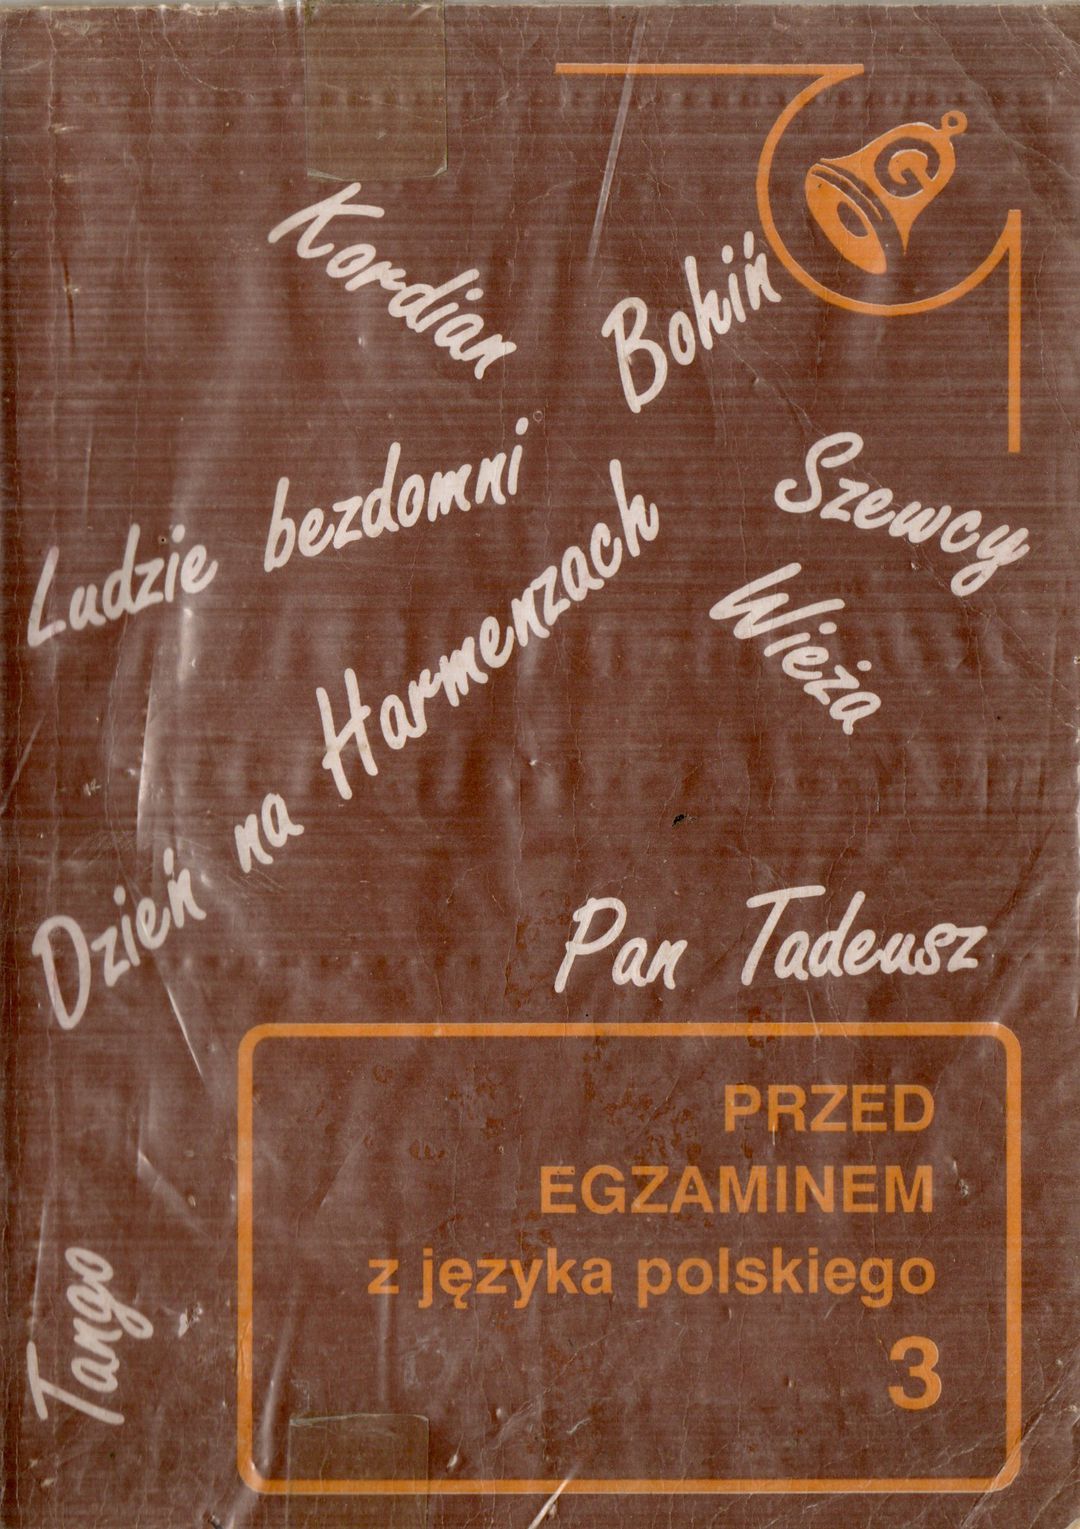 Kordian
Bohiń
Ludzie bezdomni
Szewcy
Dzień na Harmenzach
Wieża
Pan Tadeusz
PRZED
EGZAMINEM
z języka polskiego
3
Tango